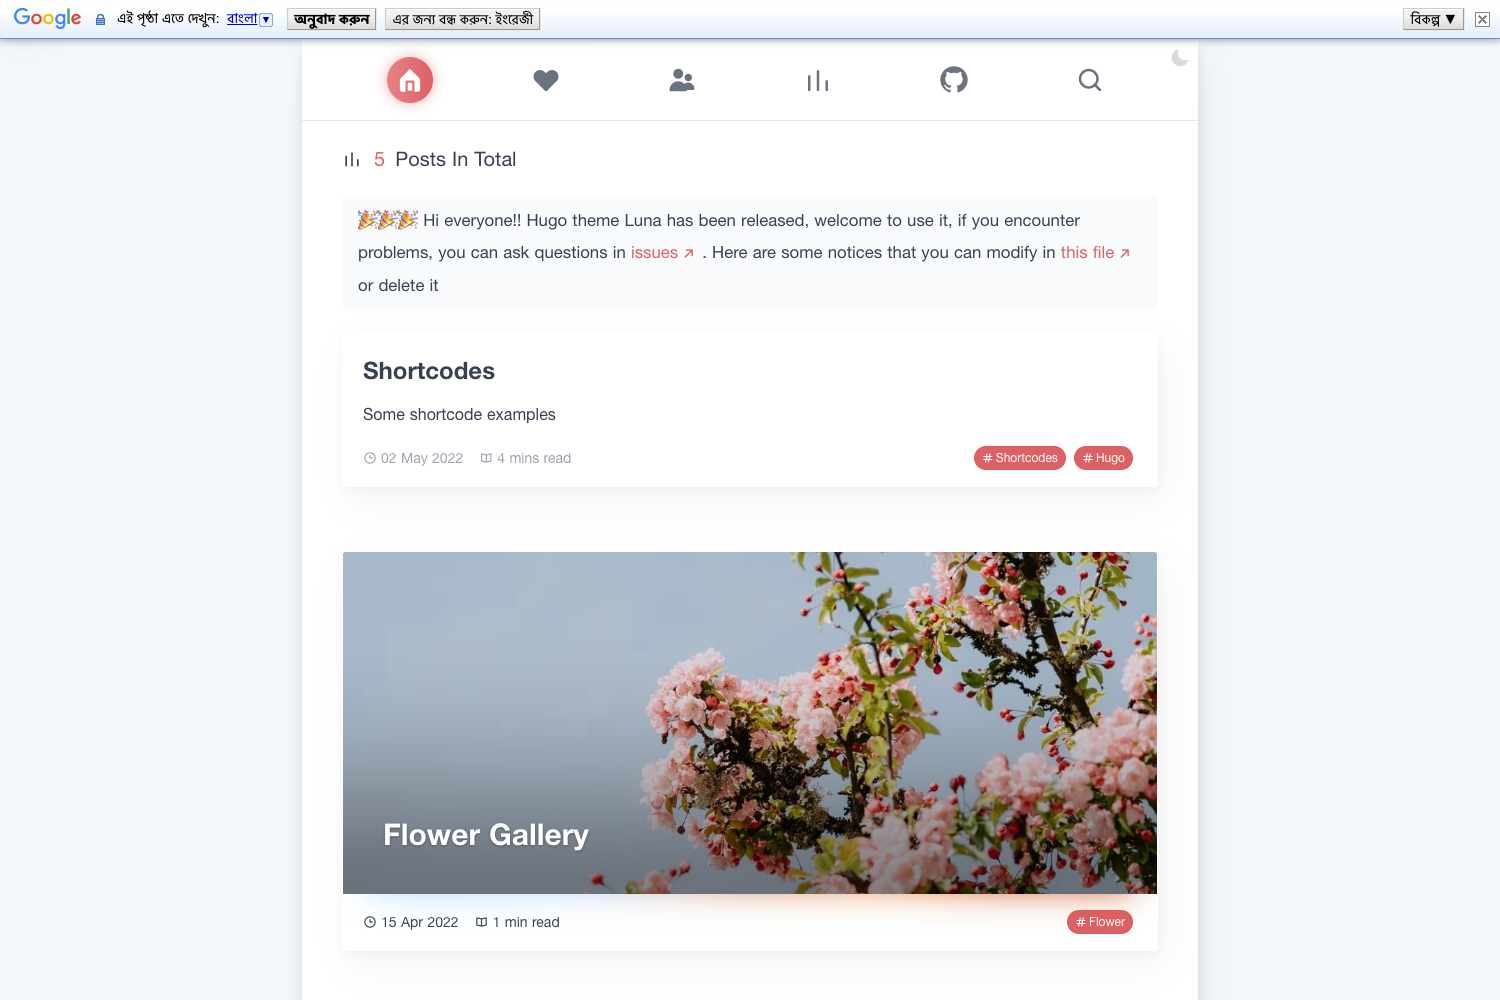 Google এই পৃষ্ঠা এতে দেখুন: বাংলা অনুবাদ করুন এর জন্য বন্ধ করুন: ইংরেজী বিকল্প ▼
5 Posts In Total
🎉🎉🎉 Hi everyone!! Hugo theme Luna has been released, welcome to use it, if you encounter
problems, you can ask questions in issues ↗ . Here are some notices that you can modify in this file ↗
or delete it
Shortcodes
Some shortcode examples
02 May 2022 4 mins read # Shortcodes # Hugo
Flower Gallery
15 Apr 2022 1 min read # Flower